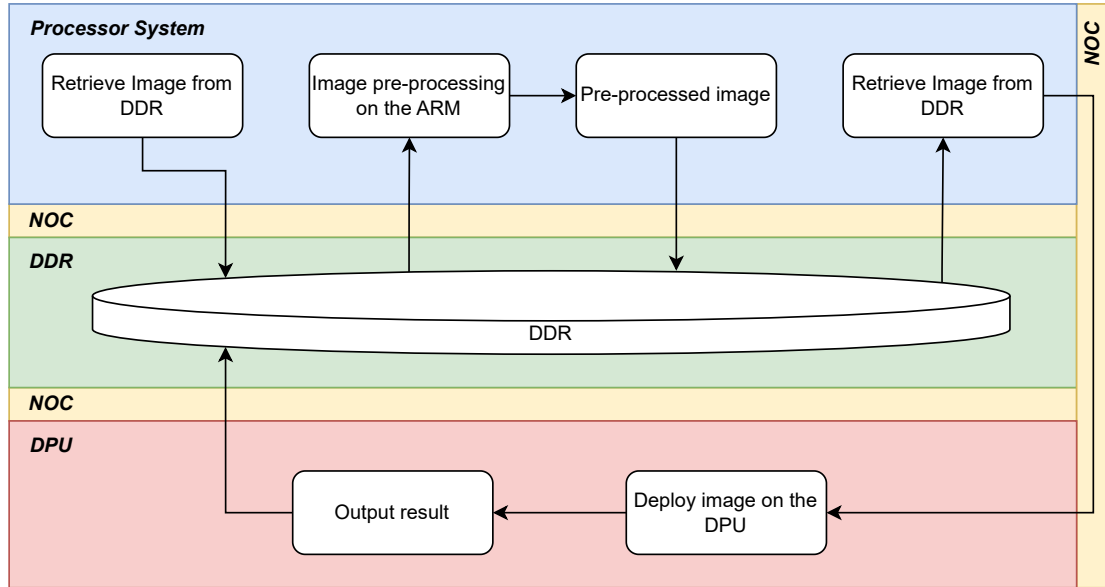 Processor System
NOC
Retrieve Image from
DDR
Image pre-processing
on the ARM
Pre-processed image
Retrieve Image from
DDR
NOC
DDR
DDR
NOC
DPU
Output result
Deploy image on the
DPU